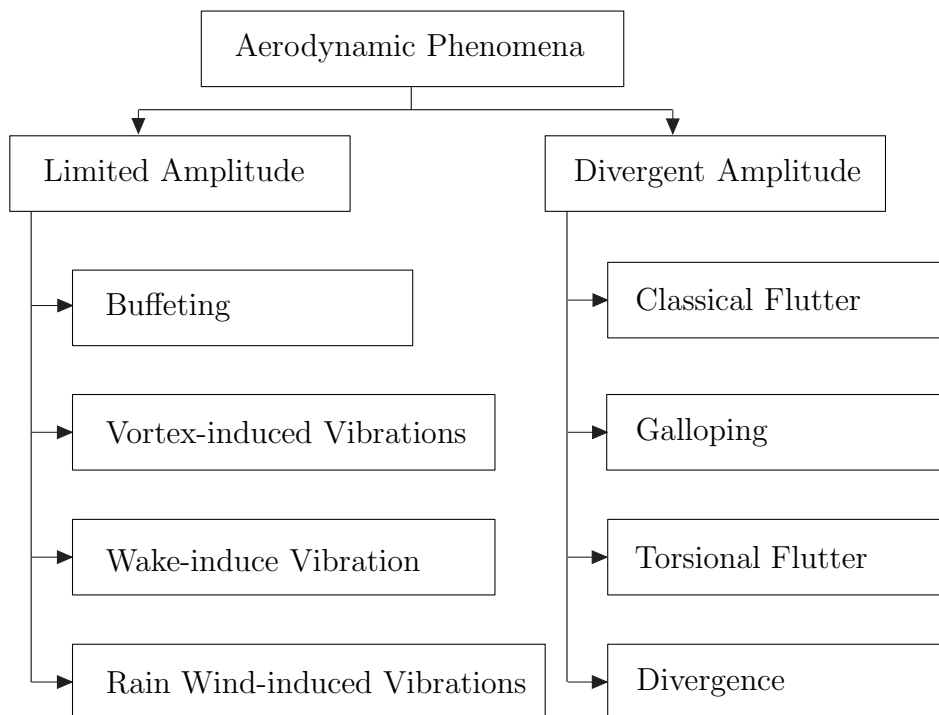 Aerodynamic Phenomena
Limited Amplitude
Divergent Amplitude
Buffeting
Vortex-induced Vibrations
Wake-induce Vibration
Rain Wind-induced Vibrations
Classical Flutter
Galloping
Torsional Flutter
Divergence